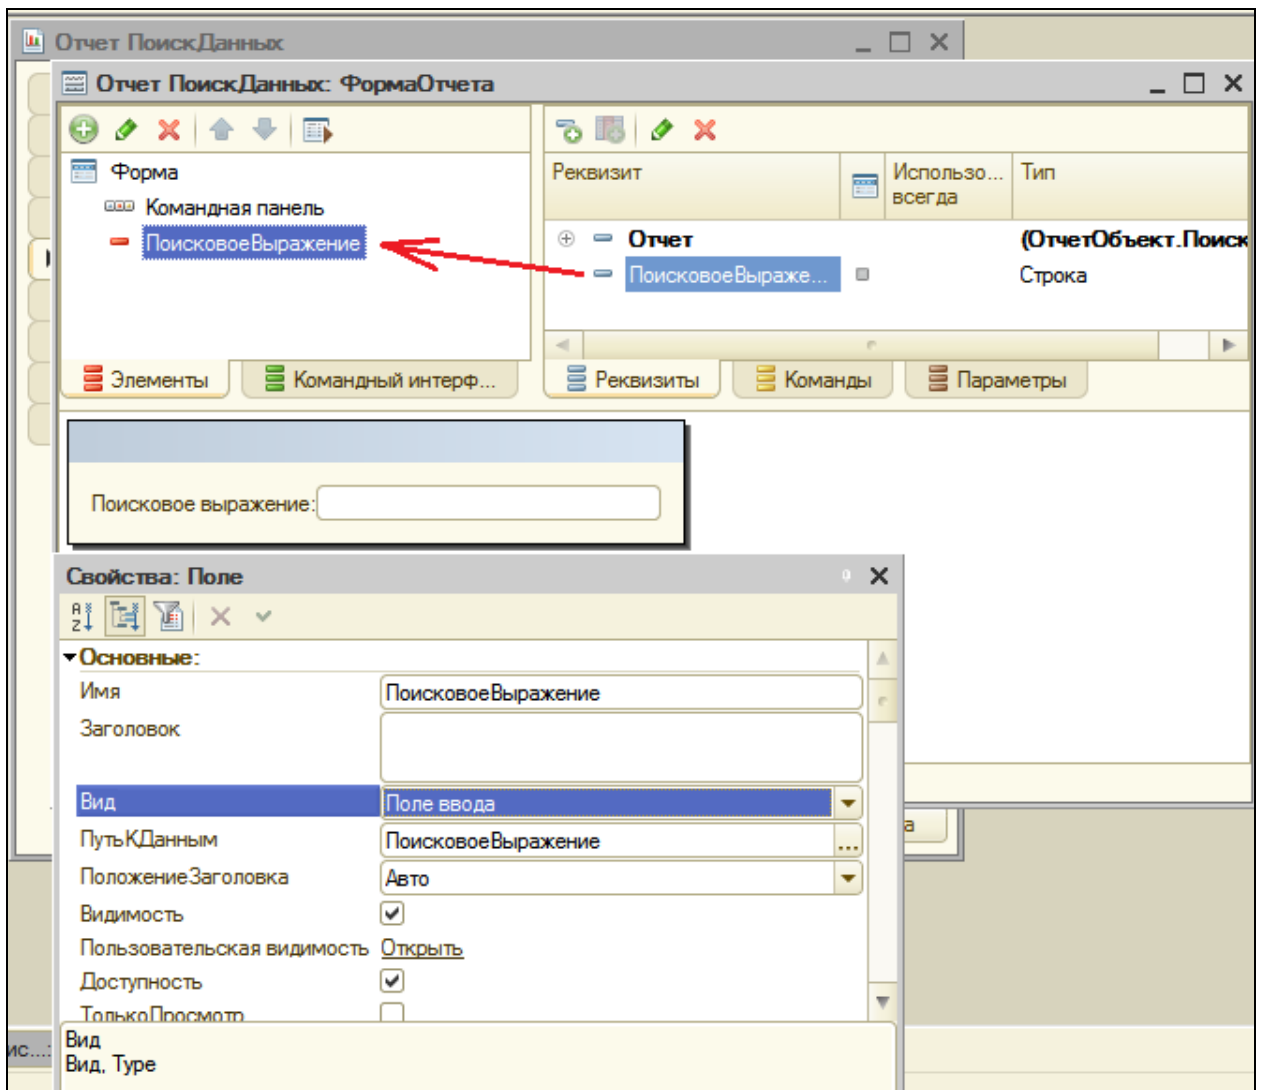 Отчет ПоискДанных
Отчет ПоискДанных: ФормаОтчета
Форма
Командная панель
ПоисковоеВыражение
Реквизит
Использо...
всегда
Тип
Отчет
(ОтчетОбъект.Поиск
ПоисковоеВыраже...
Строка
Элементы
Командный интерф...
Реквизиты
Команды
Параметры
Поисковое выражение:
Свойства: Поле
Основные:
Имя
ПоисковоеВыражение
Заголовок
Вид
Поле ввода
ПутьКДанным
ПоисковоеВыражение
...
а
ПоложениеЗаголовка
Авто
Видимость
Пользовательская видимость Открыть
Доступность
ТолькоПросмотр
Вид
ис...:
Вид, Type